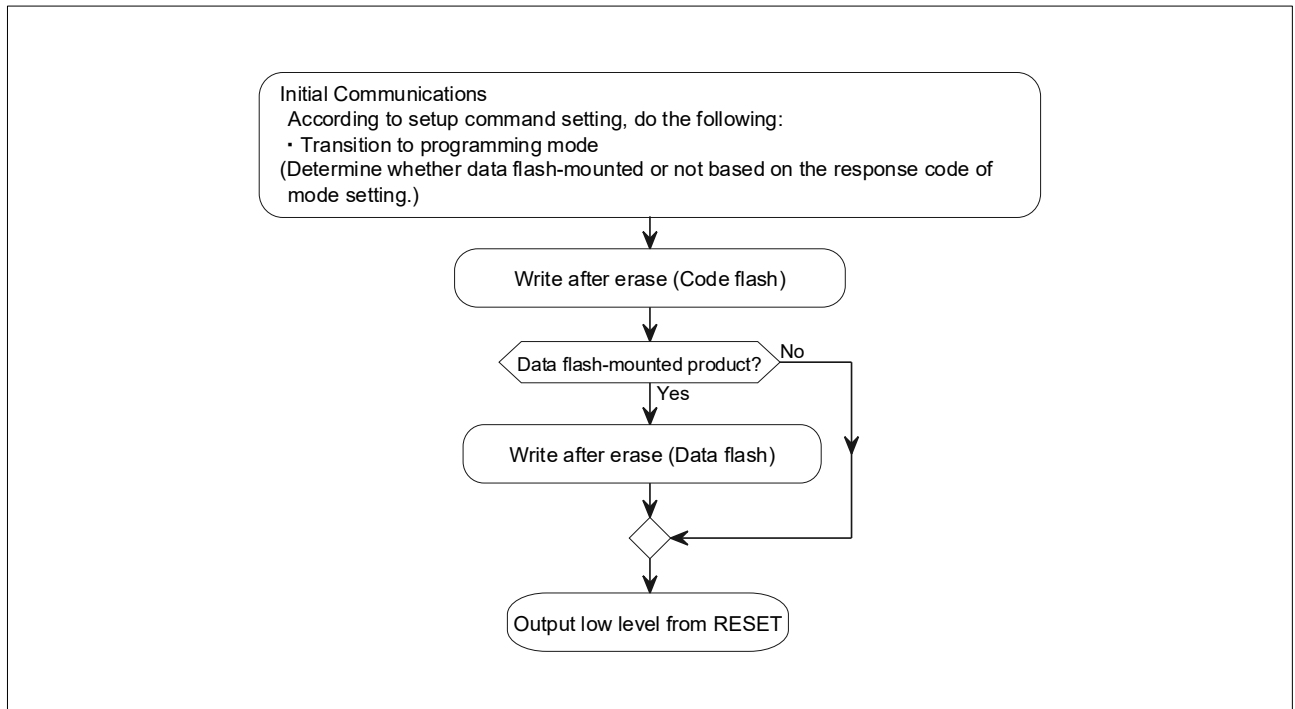 Initial Communications
According to setup command setting, do the following:
・Transition to programming mode
(Determine whether data flash-mounted or not based on the response code of
mode setting.)
Write after erase (Code flash)
Data flash-mounted product?
No
Yes
Write after erase (Data flash)
Output low level from RESET